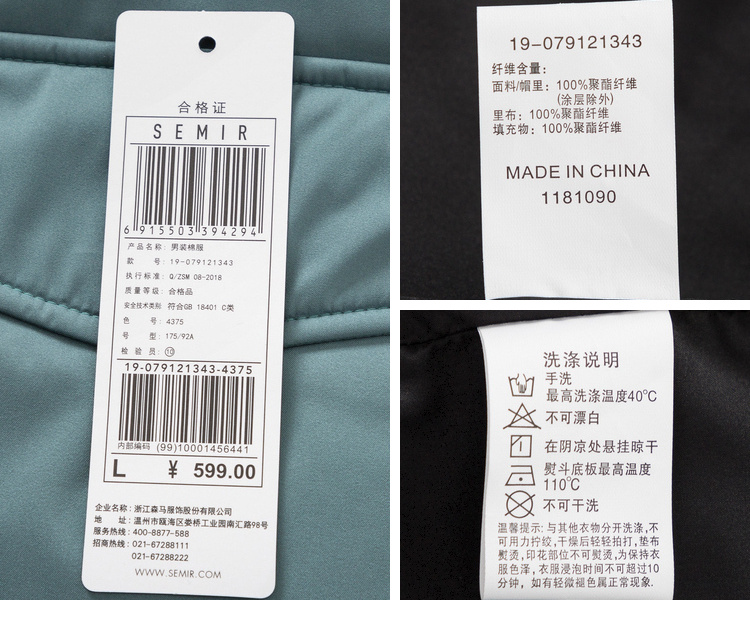 合格证
SEMIR
6 915503 394294
产品名称: 男装棉服
款 号: 19-079121343
执行标准: Q/ZSM 08-2018
质量等级: 合格品
安全技术类别: 符合GB 18401 C类
色 号: 4375
号 型: 175/92A
检 验 员: ⑩
19-079121343-4375
内部编码 (99)10001456441
L ¥ 599.00
企业名称: 浙江森马服饰股份有限公司
地 址: 温州市瓯海区娄桥工业园南汇路98号
服务热线: 400-8877-588
招商热线: 021-67288111
021-67288222
WWW.SEMIR.COM
19-079121343
纤维含量:
面料/帽里: 100%聚酯纤维
(涂层除外)
里布: 100%聚酯纤维
填充物: 100%聚酯纤维
MADE IN CHINA
1181090
洗涤说明
手洗
最高洗涤温度40℃
不可漂白
在阴凉处悬挂晾干
熨斗底板最高温度
110℃
不可干洗
温馨提示: 与其他衣物分开洗涤,不
可用力拧绞,干燥后轻轻拍打,垫布
熨烫,印花部位不可熨烫,为保持衣
服色泽,衣服浸泡时间不可超过10
分钟,如有轻微褪色属正常现象.